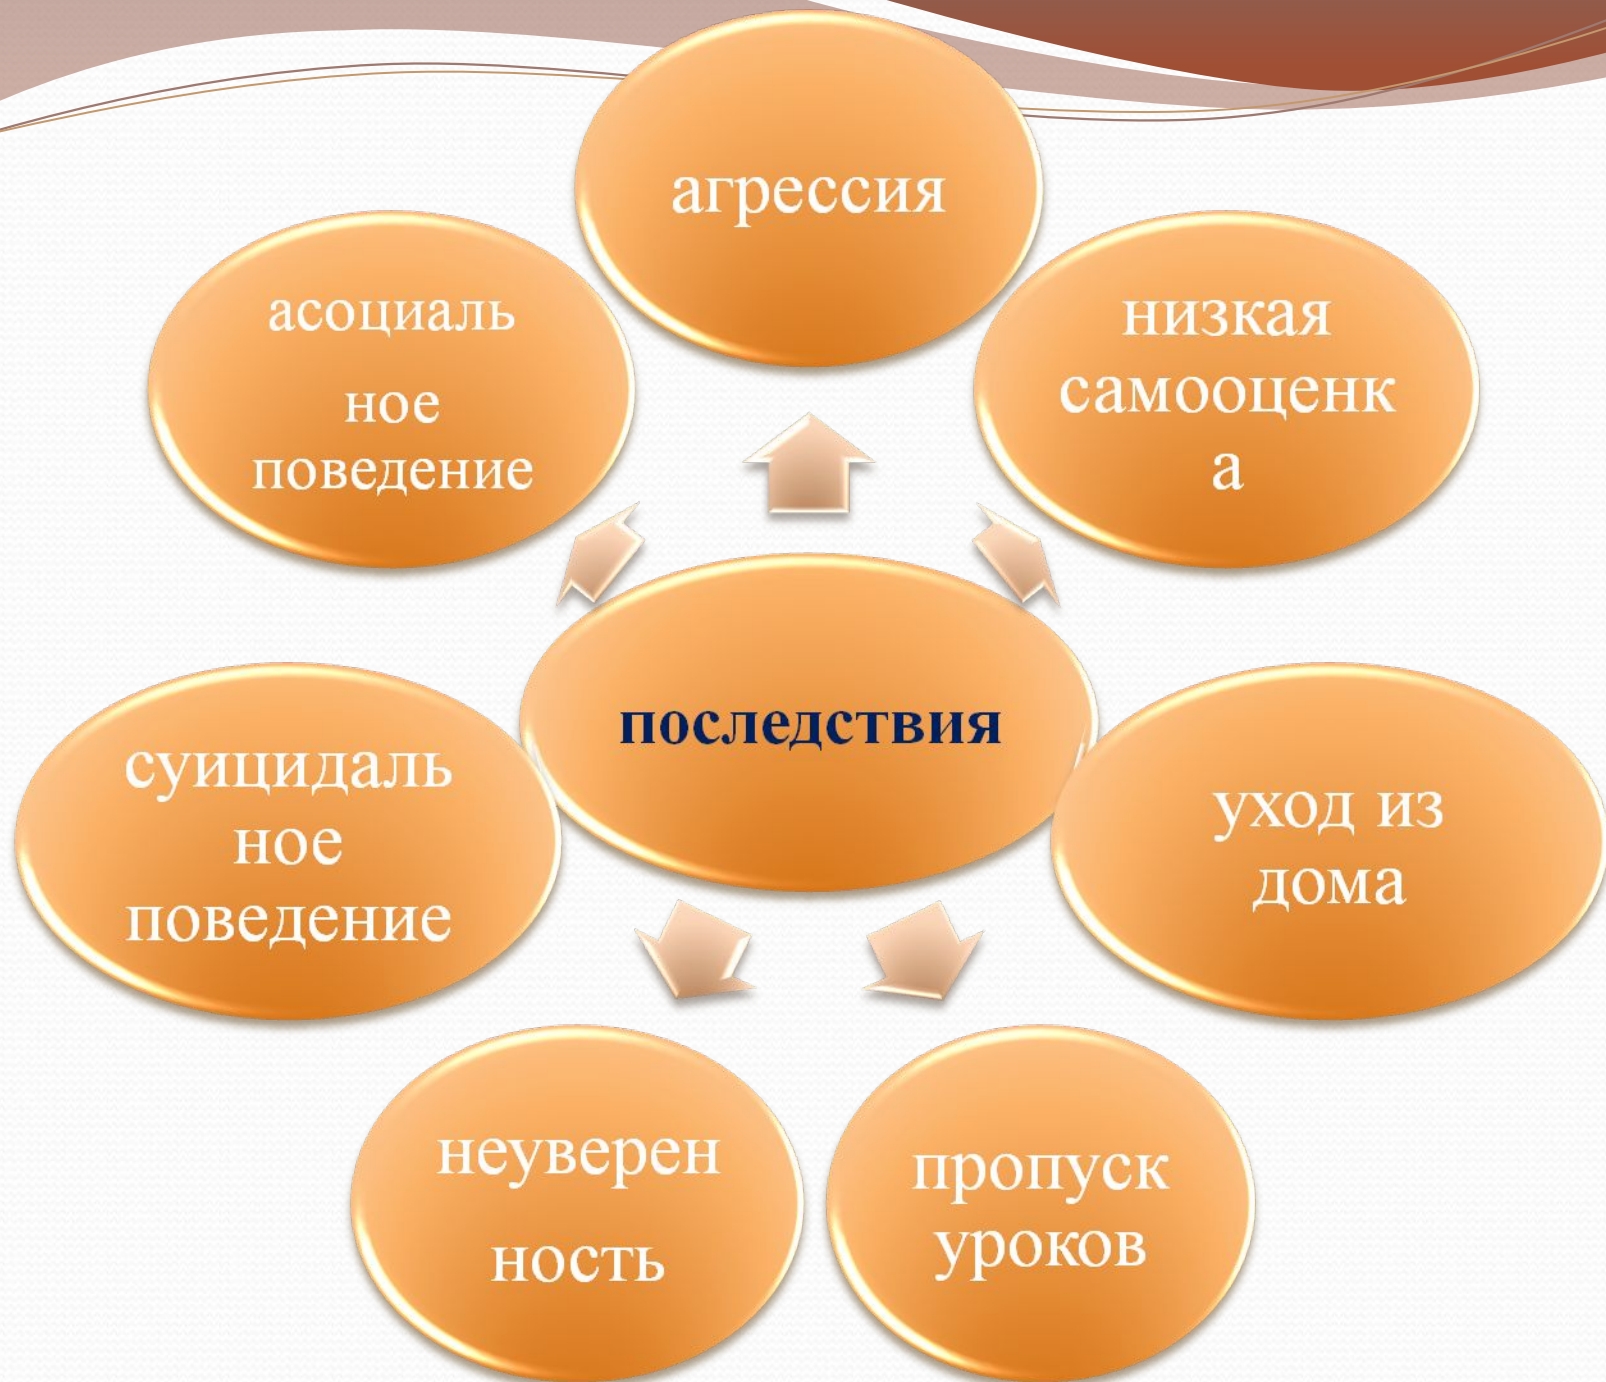 агрессия
асоциаль
ное
поведение
низкая
самооценк
а
последствия
суицидаль
ное
поведение
уход из
дома
неуверен
ность
пропуск
уроков